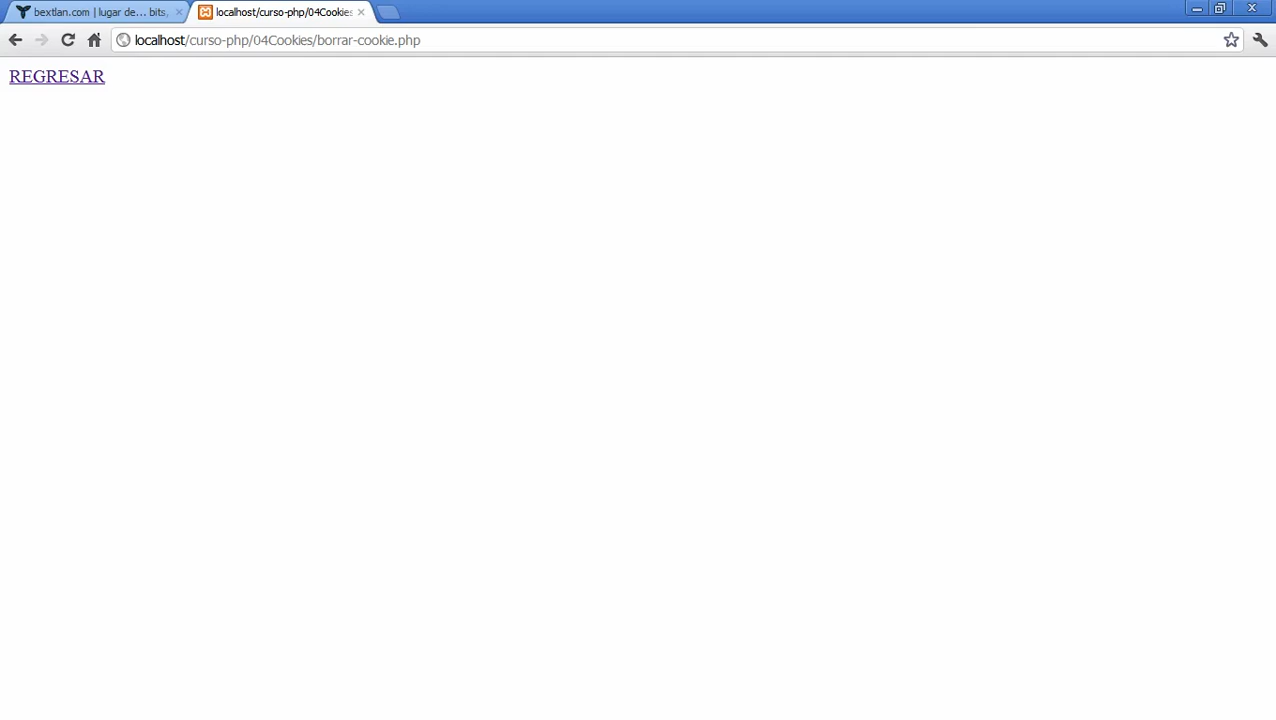 bextlan.com | lugar de... bits,
localhost/curso-php/04Cookies
localhost/curso-php/04Cookies/borrar-cookie.php
REGRESAR